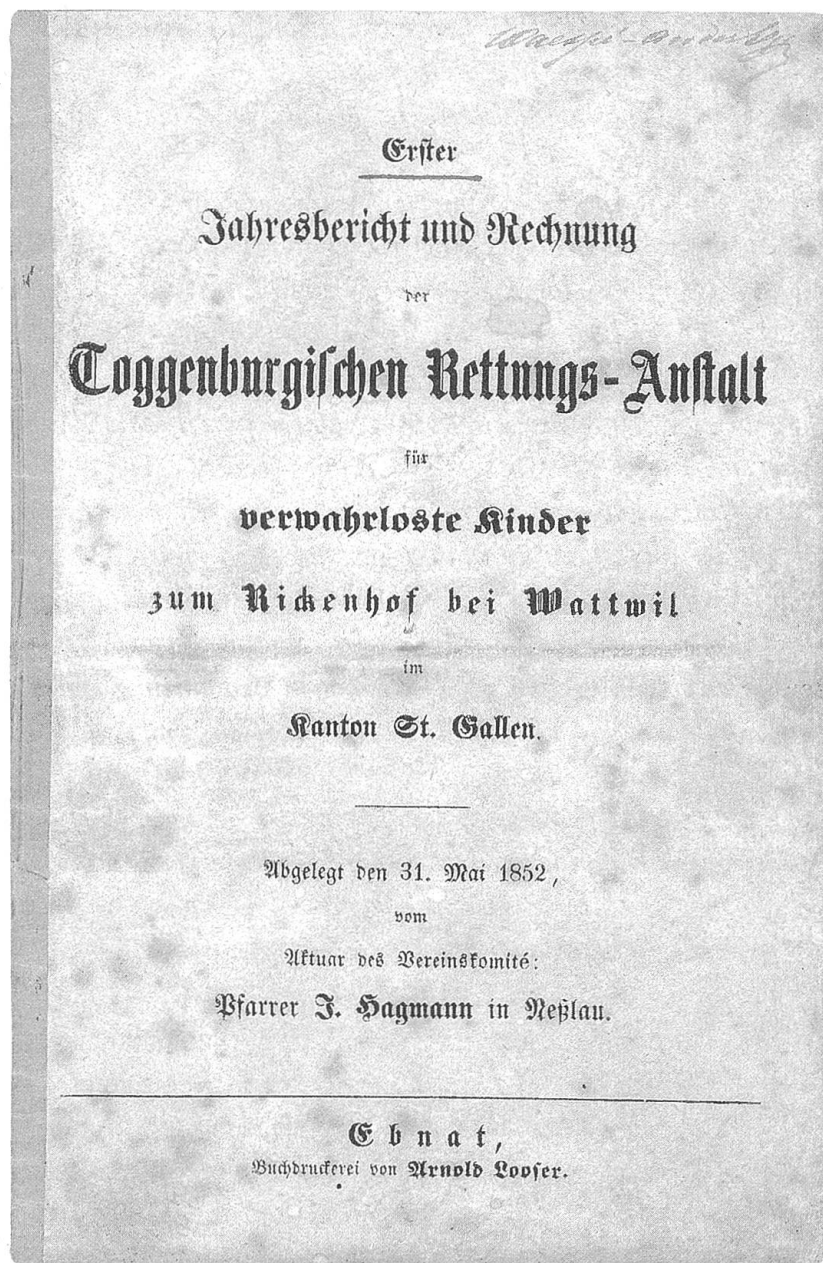 Erster
Jahresbericht und Rechnung
der
Toggenburgischen Rettungs-Anstalt
für
verwahrloste Kinder
zum Rickenhof bei Wattwil
im
Kanton St. Gallen.
Abgelegt den 31. Mai 1852,
vom
Aktuar des Vereinskomité:
Pfarrer J. Hagmann in Neßlau.
Ebnat,
Buchdruckerei von Arnold Looser.